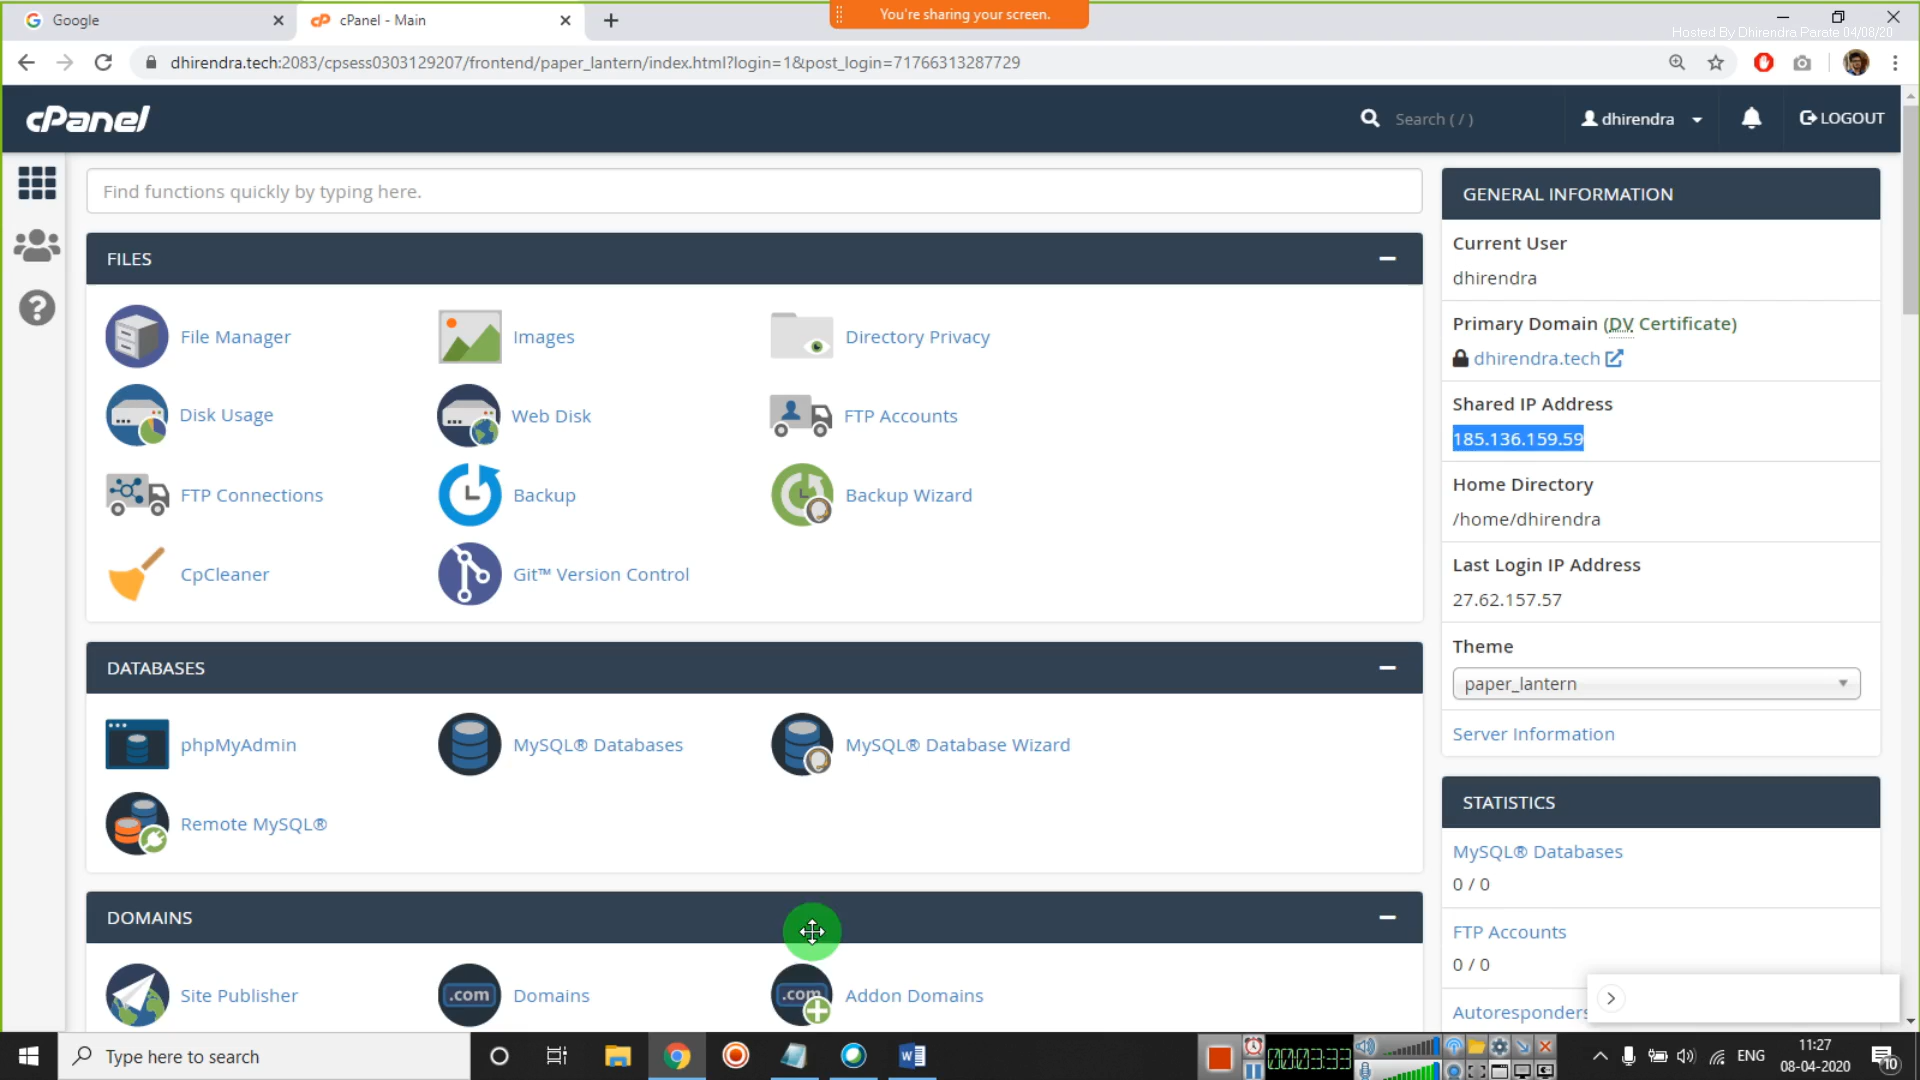 Google
cPanel - Main
You're sharing your screen.
Hosted By Dhirendra Parate 04/08/20
dhirendra.tech:2083/cpsess0303129207/frontend/paper_lantern/index.html?login=1&post_login=71766313287729
cPanel
Search ( / )
dhirendra
LOGOUT
Find functions quickly by typing here.
FILES
File Manager
Images
Directory Privacy
Disk Usage
Web Disk
FTP Accounts
FTP Connections
Backup
Backup Wizard
CpCleaner
Git™ Version Control
DATABASES
phpMyAdmin
MySQL® Databases
MySQL® Database Wizard
Remote MySQL®
DOMAINS
Site Publisher
.com
Domains
.com
Addon Domains
GENERAL INFORMATION
Current User
dhirendra
Primary Domain (DV Certificate)
dhirendra.tech
Shared IP Address
185.136.159.59
Home Directory
/home/dhirendra
Last Login IP Address
27.62.157.57
Theme
paper_lantern
Server Information
STATISTICS
MySQL® Databases
0 / 0
FTP Accounts
0 / 0
Autoresponders
Type here to search
00:03:33
ENG
11:27
08-04-2020
10